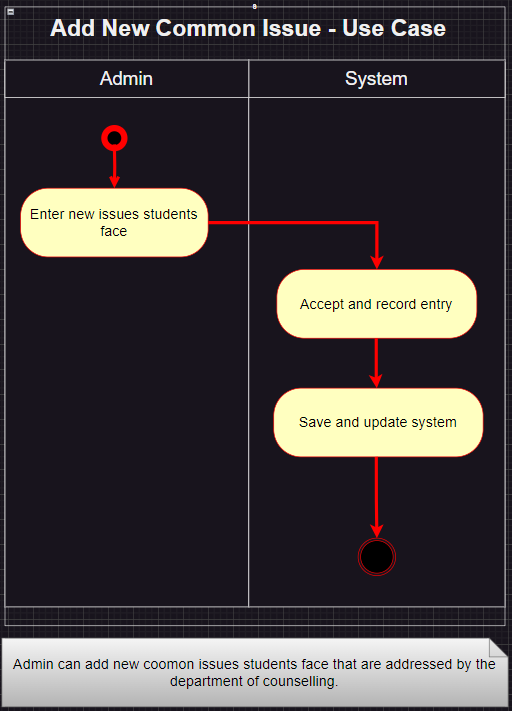 Add New Common Issue - Use Case
Admin
System
Enter new issues students
face
Accept and record entry
Save and update system
Admin can add new coomon issues students face that are addressed by the
department of counselling.